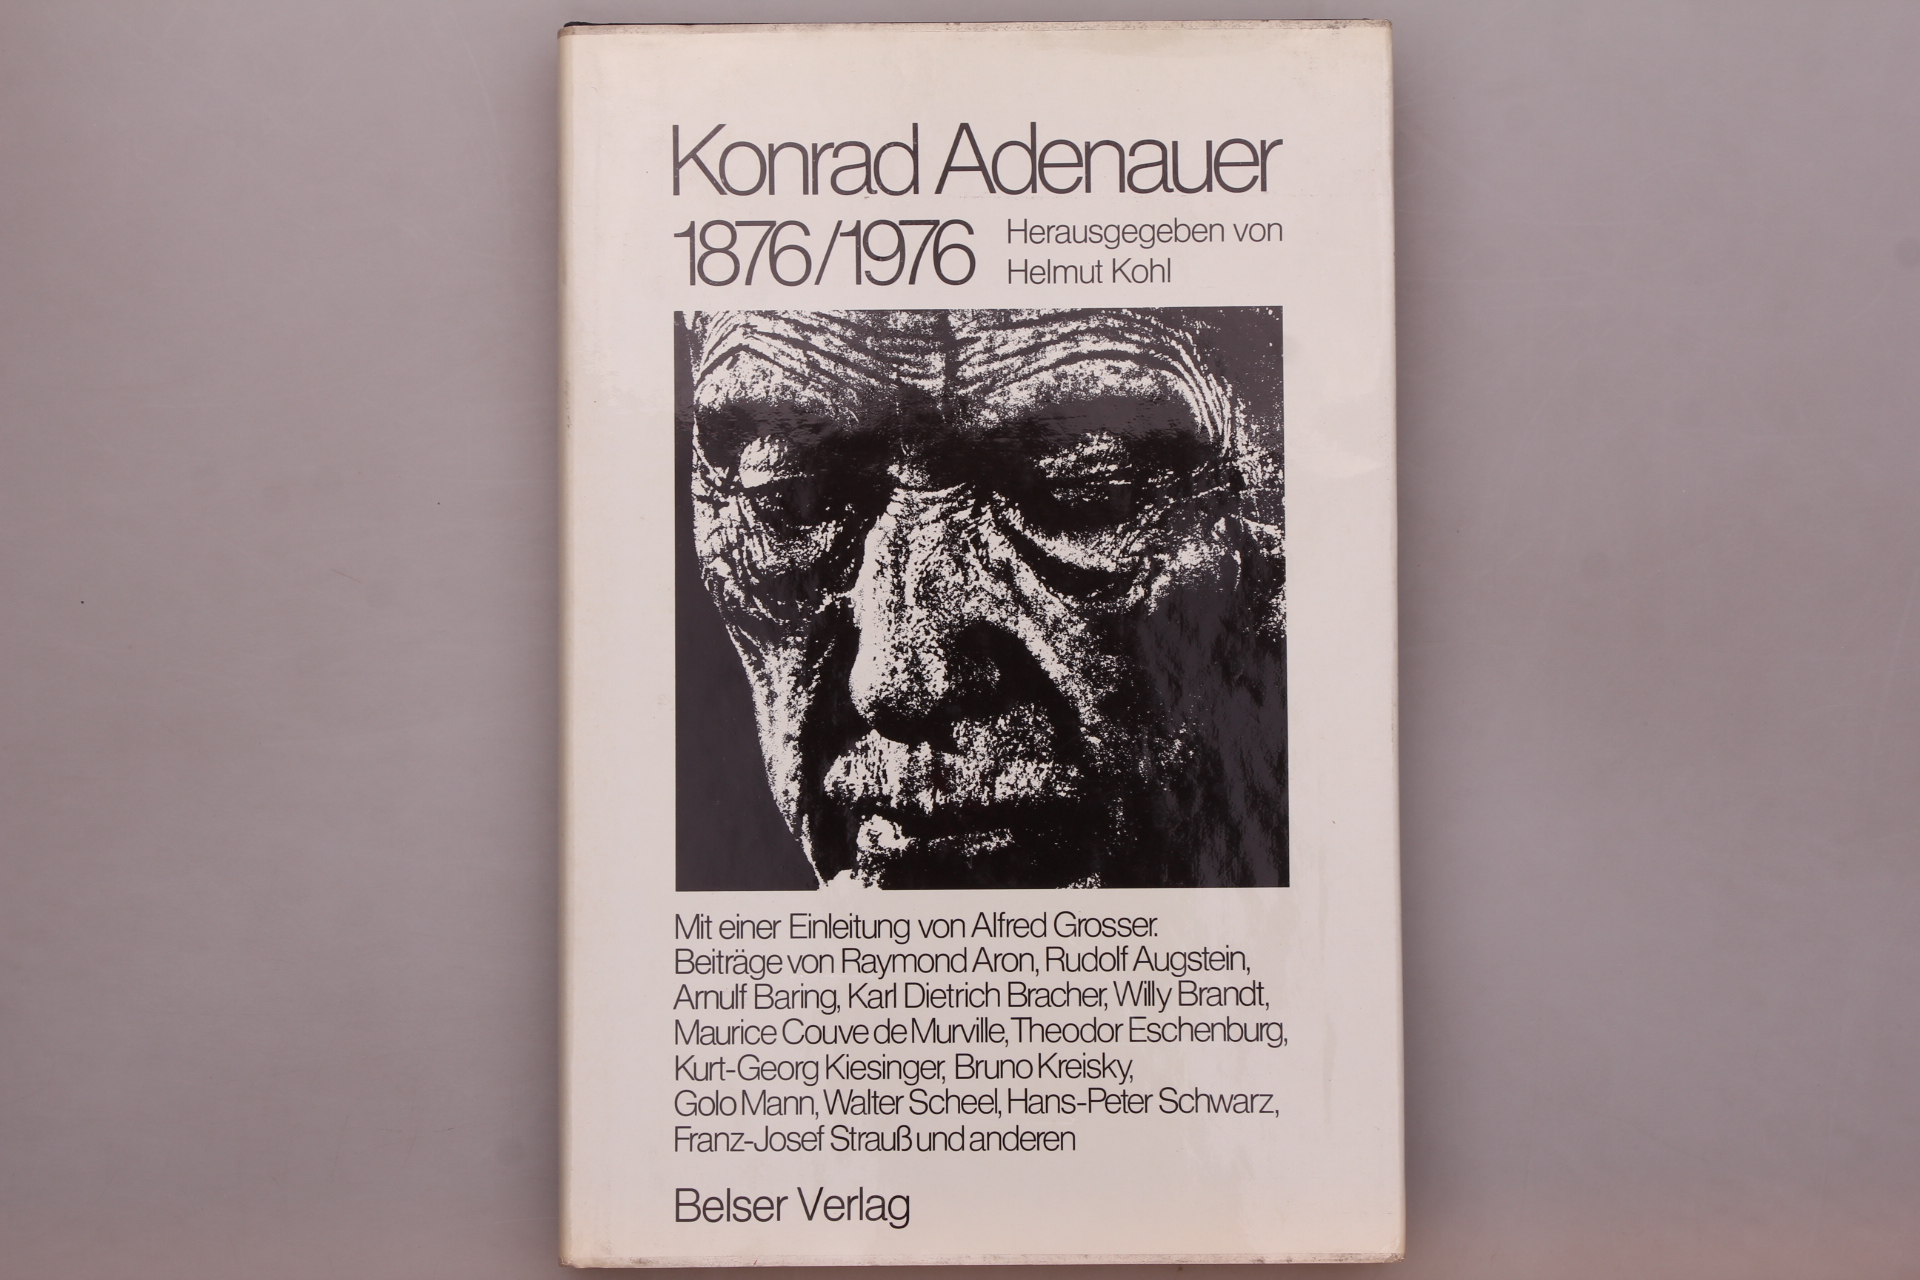 Konrad Adenauer
1876/1976
Herausgegeben von
Helmut Kohl
Mit einer Einleitung von Alfred Grosser.
Beiträge von Raymond Aron, Rudolf Augstein,
Arnulf Baring, Karl Dietrich Bracher, Willy Brandt,
Maurice Couve de Murville, Theodor Eschenburg,
Kurt-Georg Kiesinger, Bruno Kreisky,
Golo Mann, Walter Scheel, Hans-Peter Schwarz,
Franz-Josef Strauß und anderen
Belser Verlag